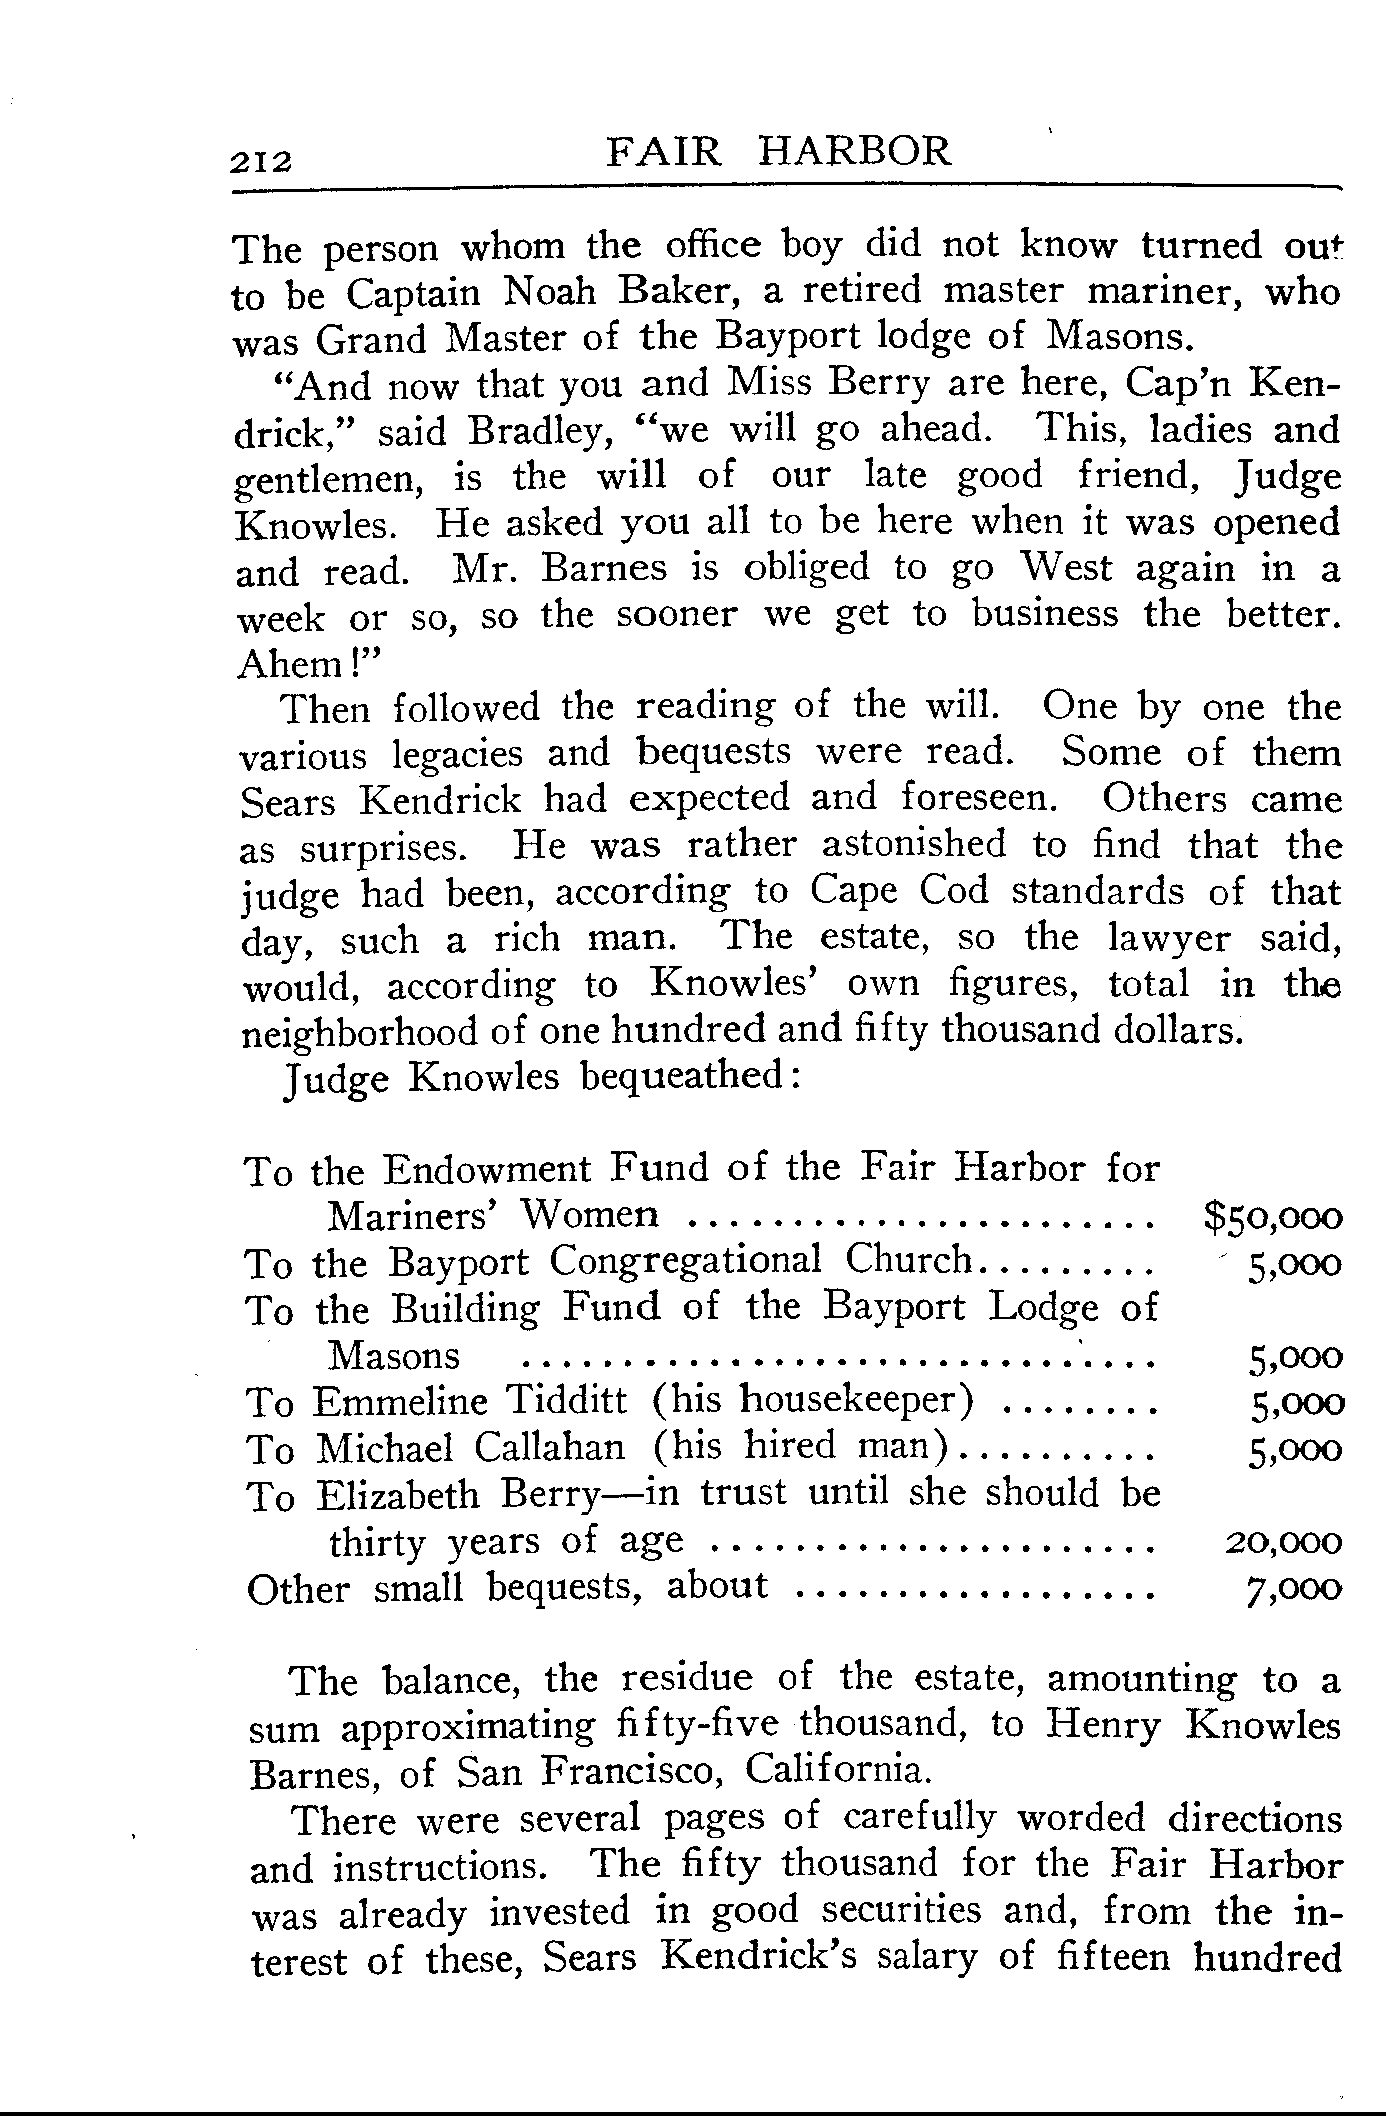 212 FAIR HARBOR
The person whom the office boy did not know turned out
to be Captain Noah Baker, a retired master mariner, who
was Grand Master of the Bayport lodge of Masons.
“And now that you and Miss Berry are here, Cap’n Ken-
drick,” said Bradley, “we will go ahead. This, ladies and
gentlemen, is the will of our late good friend, Judge
Knowles. He asked you all to be here when it was opened
and read. Mr. Barnes is obliged to go West again in a
week or so, so the sooner we get to business the better.
Ahem!”
Then followed the reading of the will. One by one the
various legacies and bequests were read. Some of them
Sears Kendrick had expected and foreseen. Others came
as surprises. He was rather astonished to find that the
judge had been, according to Cape Cod standards of that
day, such a rich man. The estate, so the lawyer said,
would, according to Knowles’ own figures, total in the
neighborhood of one hundred and fifty thousand dollars.
Judge Knowles bequeathed:
To the Endowment Fund of the Fair Harbor for
Mariners’ Women ....................... $50,000
To the Bayport Congregational Church......... 5,000
To the Building Fund of the Bayport Lodge of
Masons ............................... 5,000
To Emmeline Tidditt (his housekeeper) ........ 5,000
To Michael Callahan (his hired man).......... 5,000
To Elizabeth Berry—in trust until she should be
thirty years of age ...................... 20,000
Other small bequests, about .................. 7,000
The balance, the residue of the estate, amounting to a
sum approximating fifty-five thousand, to Henry Knowles
Barnes, of San Francisco, California.
There were several pages of carefully worded directions
and instructions. The fifty thousand for the Fair Harbor
was already invested in good securities and, from the in-
terest of these, Sears Kendrick’s salary of fifteen hundred